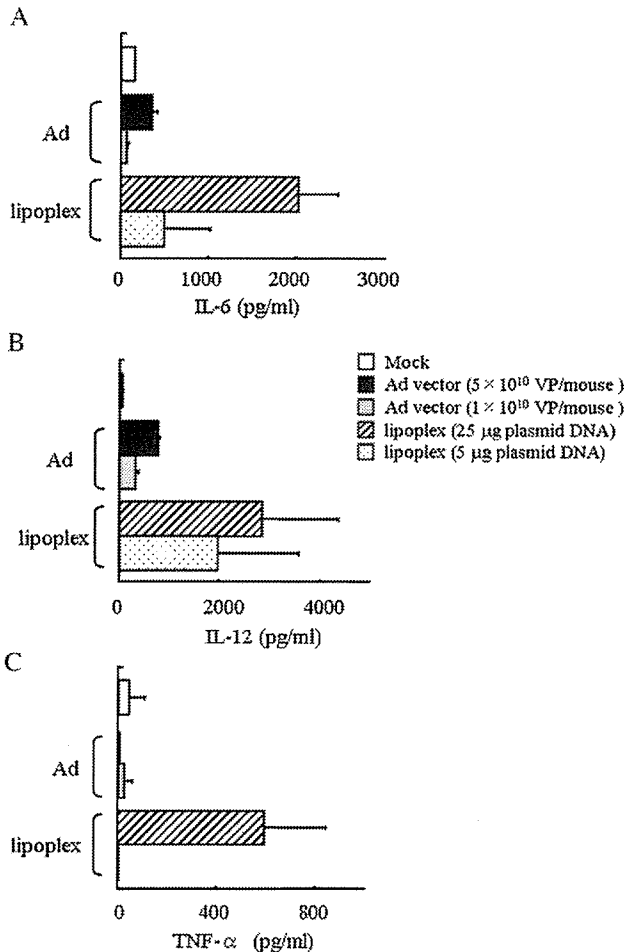 A
Ad
lipoplex
0 1000 2000 3000
IL-6 (pg/ml)
B
Mock
Ad vector (5 × 10¹⁰ VP/mouse)
Ad vector (1 × 10¹⁰ VP/mouse)
lipoplex (25 μg plasmid DNA)
lipoplex (5 μg plasmid DNA)
Ad
lipoplex
0 2000 4000
IL-12 (pg/ml)
C
Ad
lipoplex
0 400 800
TNF-α (pg/ml)